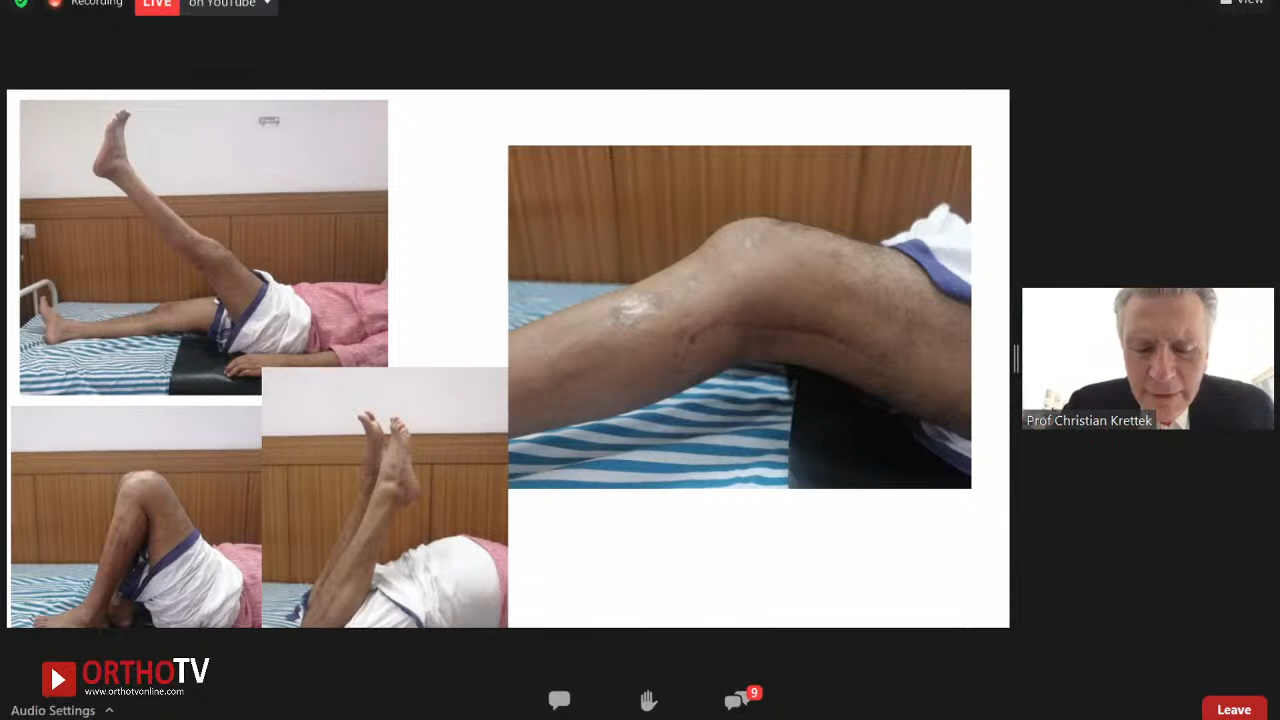 Recording
LIVE
on YouTube
View
Prof Christian Krettek
ORTHOTV
www.orthotvonline.com
9
Audio Settings
Leave